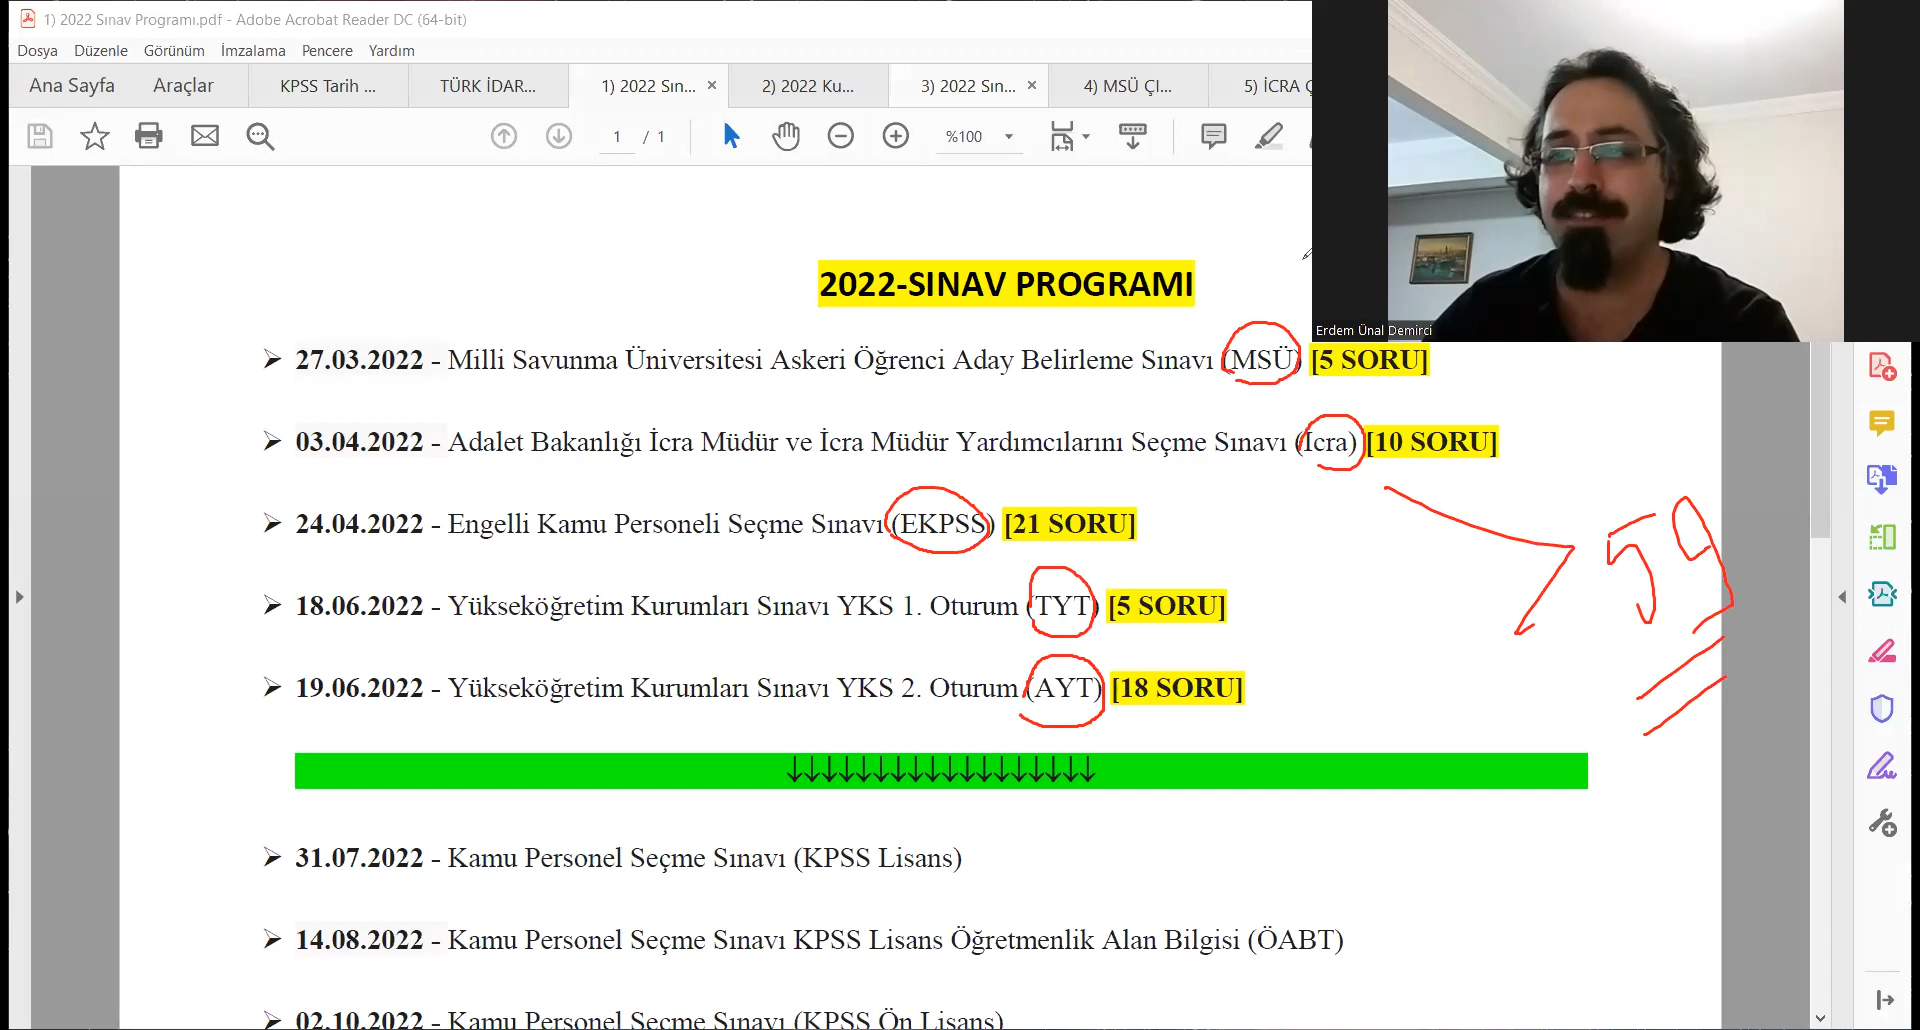 1) 2022 Sınav Programı.pdf - Adobe Acrobat Reader DC (64-bit)
Dosya Düzenle Görünüm İmzalama Pencere Yardım
Ana Sayfa Araçlar KPSS Tarih ... TÜRK İDAR... 1) 2022 Sın... × 2) 2022 Ku... 3) 2022 Sın... × 4) MSÜ ÇI... 5) İCRA Ç
1 / 1 %100
Erdem Ünal Demirci
2022-SINAV PROGRAMI
➢ 27.03.2022 - Milli Savunma Üniversitesi Askeri Öğrenci Aday Belirleme Sınavı (MSÜ) [5 SORU]
➢ 03.04.2022 - Adalet Bakanlığı İcra Müdür ve İcra Müdür Yardımcılarını Seçme Sınavı (İcra) [10 SORU]
➢ 24.04.2022 - Engelli Kamu Personeli Seçme Sınavı (EKPSS) [21 SORU]
59
➢ 18.06.2022 - Yükseköğretim Kurumları Sınavı YKS 1. Oturum (TYT) [5 SORU]
➢ 19.06.2022 - Yükseköğretim Kurumları Sınavı YKS 2. Oturum (AYT) [18 SORU]
↓↓↓↓↓↓↓↓↓↓↓↓↓↓↓↓↓↓
➢ 31.07.2022 - Kamu Personel Seçme Sınavı (KPSS Lisans)
➢ 14.08.2022 - Kamu Personel Seçme Sınavı KPSS Lisans Öğretmenlik Alan Bilgisi (ÖABT)
➢ 02.10.2022 - Kamu Personel Seçme Sınavı (KPSS Ön Lisans)